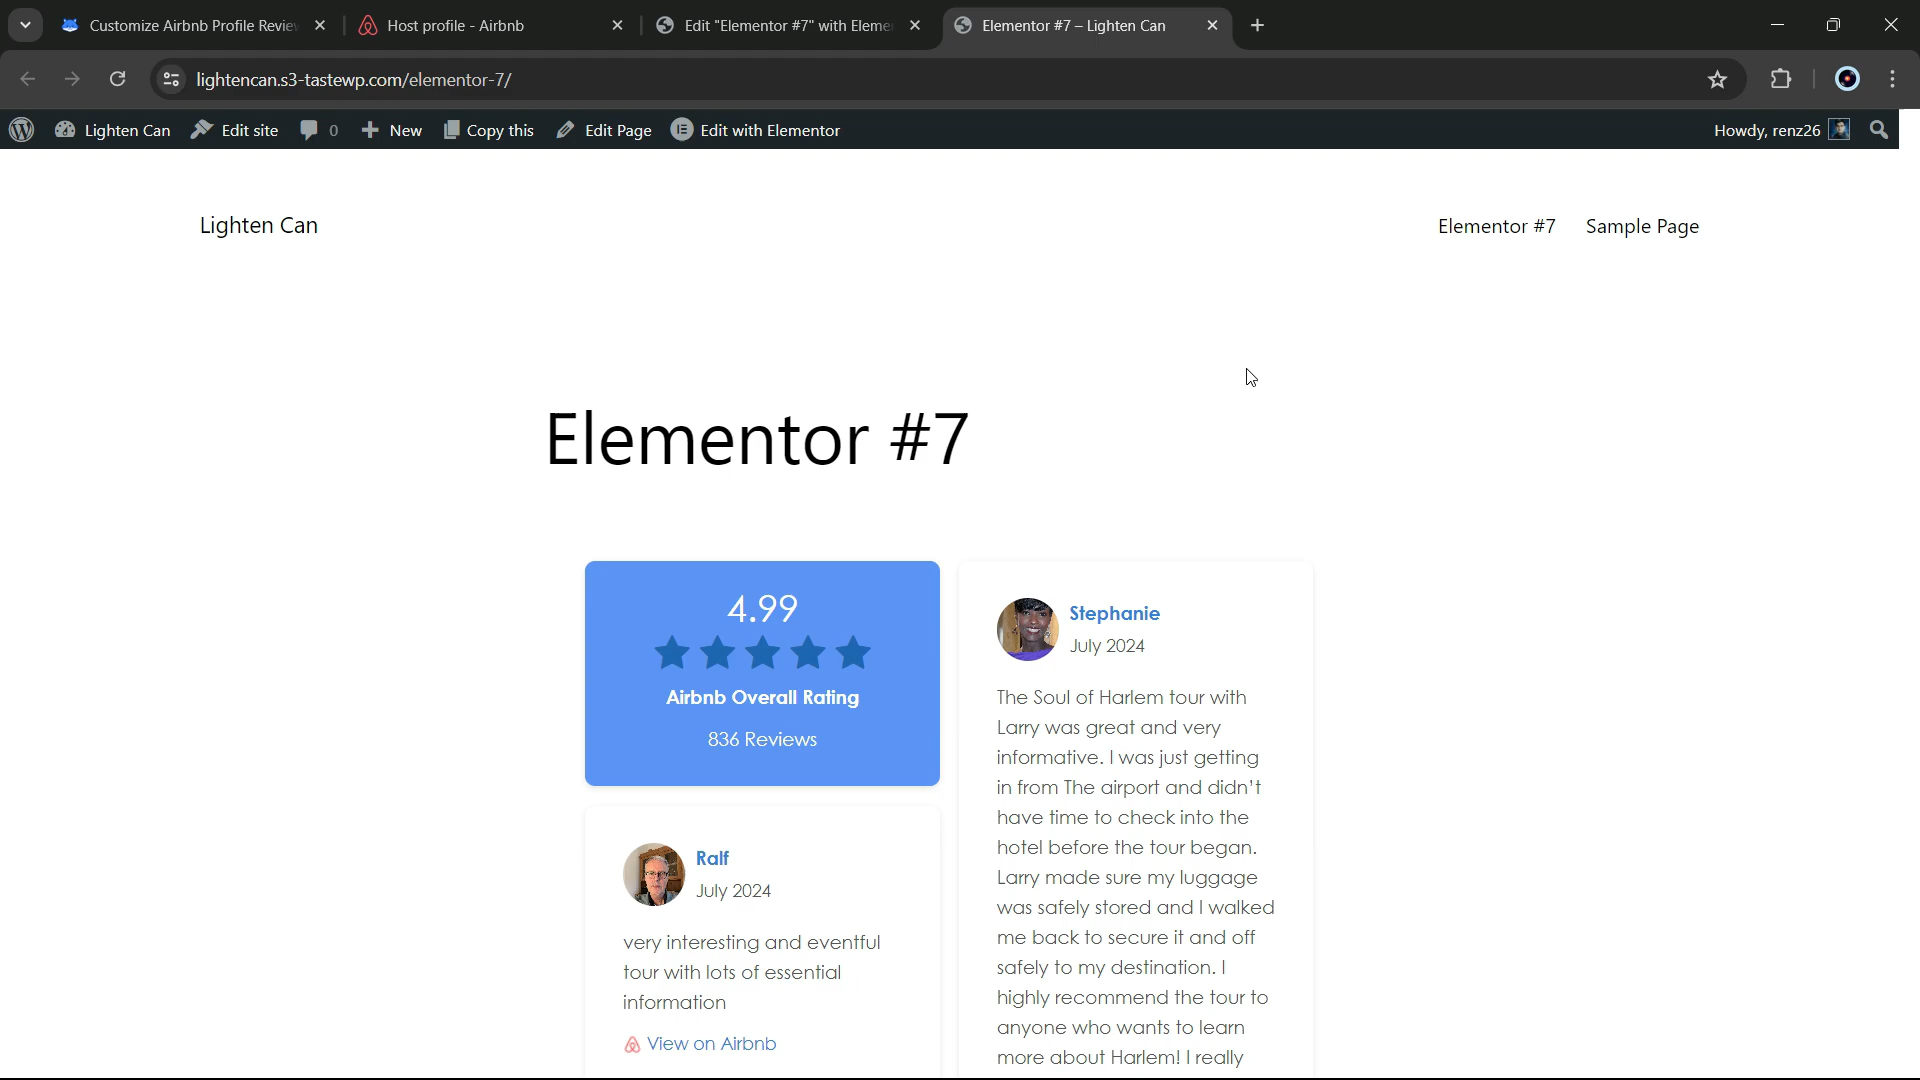 Customize Airbnb Profile Revie
Host profile - Airbnb
Edit "Elementor #7" with Eleme
Elementor #7 – Lighten Can
lightencan.s3-tastewp.com/elementor-7/
Lighten Can
Edit site
0
New
Copy this
Edit Page
Edit with Elementor
Howdy, renz26
Lighten Can
Elementor #7
Sample Page
Elementor #7
4.99
Airbnb Overall Rating
836 Reviews
Ralf
July 2024
very interesting and eventful
tour with lots of essential
information
View on Airbnb
Stephanie
July 2024
The Soul of Harlem tour with
Larry was great and very
informative. I was just getting
in from The airport and didn't
have time to check into the
hotel before the tour began.
Larry made sure my luggage
was safely stored and I walked
me back to secure it and off
safely to my destination. I
highly recommend the tour to
anyone who wants to learn
more about Harlem! I really